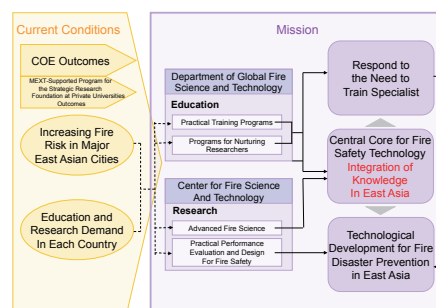 Current Conditions
COE Outcomes
MEXT-Supported Program for
the Strategic Research
Foundation at Private Universities
Outcomes
Increasing Fire
Risk in Major
East Asian Cities
Education and
Research Demand
In Each Country
Mission
Department of Global Fire
Science and Technology
Education
Practical Training Programs
Programs for Nurturing
Researchers
Center for Fire Science
And Technology
Research
Advanced Fire Science
Practical Performance
Evaluation and Design
For Fire Safety
Respond to
the Need to
Train Specialist
Central Core for Fire
Safety Technology
Integration of
Knowledge
In East Asia
Technological
Development for Fire
Disaster Prevention
in East Asia